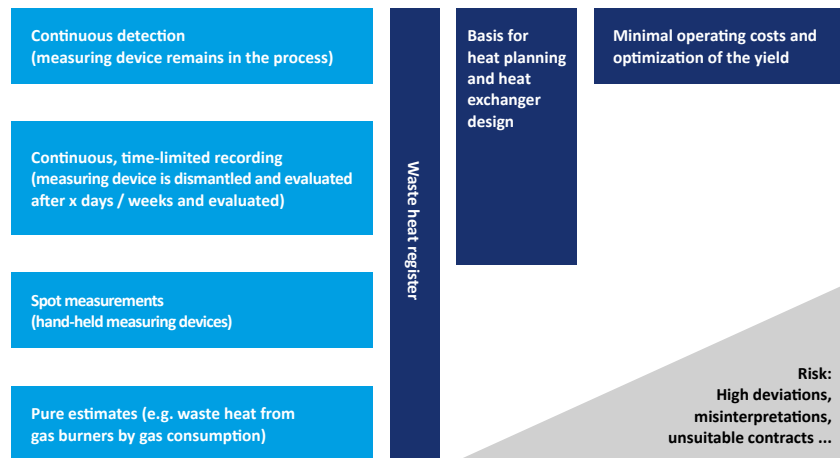 Continuous detection
(measuring device remains in the process)
Continuous, time-limited recording
(measuring device is dismantled and evaluated
after x days / weeks and evaluated)
Spot measurements
(hand-held measuring devices)
Pure estimates (e.g. waste heat from
gas burners by gas consumption)
Waste heat register
Basis for
heat planning
and heat
exchanger
design
Minimal operating costs and
optimization of the yield
Risk:
High deviations,
misinterpretations,
unsuitable contracts ...